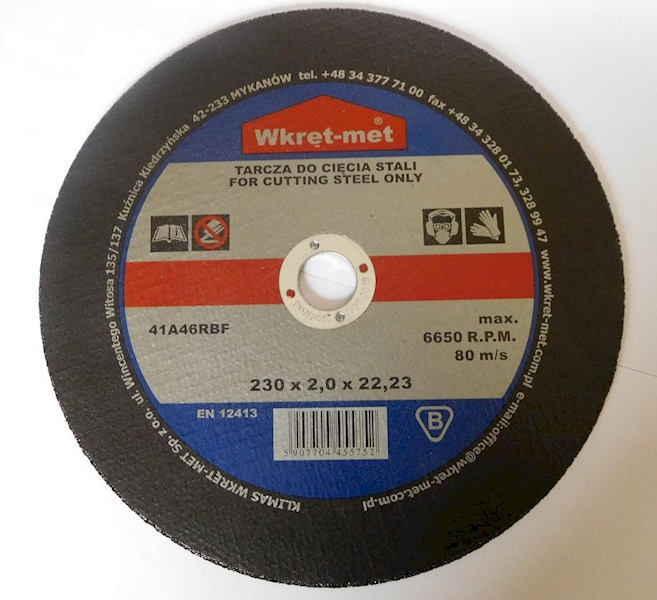 KLIMAS WKRĘT-MET Sp. z o.o. ul. Wincentego Witosa 135/137 Kuźnica Kiedrzyńska 42-233 MYKANÓW tel. +48 34 377 71 00 fax +48 34 328 01 73, 328 99 47 www.wkret-met.com.pl e-mail:office@wkret-met.com.pl
Wkręt-met®
TARCZA DO CIĘCIA STALI
FOR CUTTING STEEL ONLY
41A46RBF
max.
6650 R.P.M.
80 m/s
230 x 2,0 x 22,23
EN 12413
B
5907704455752